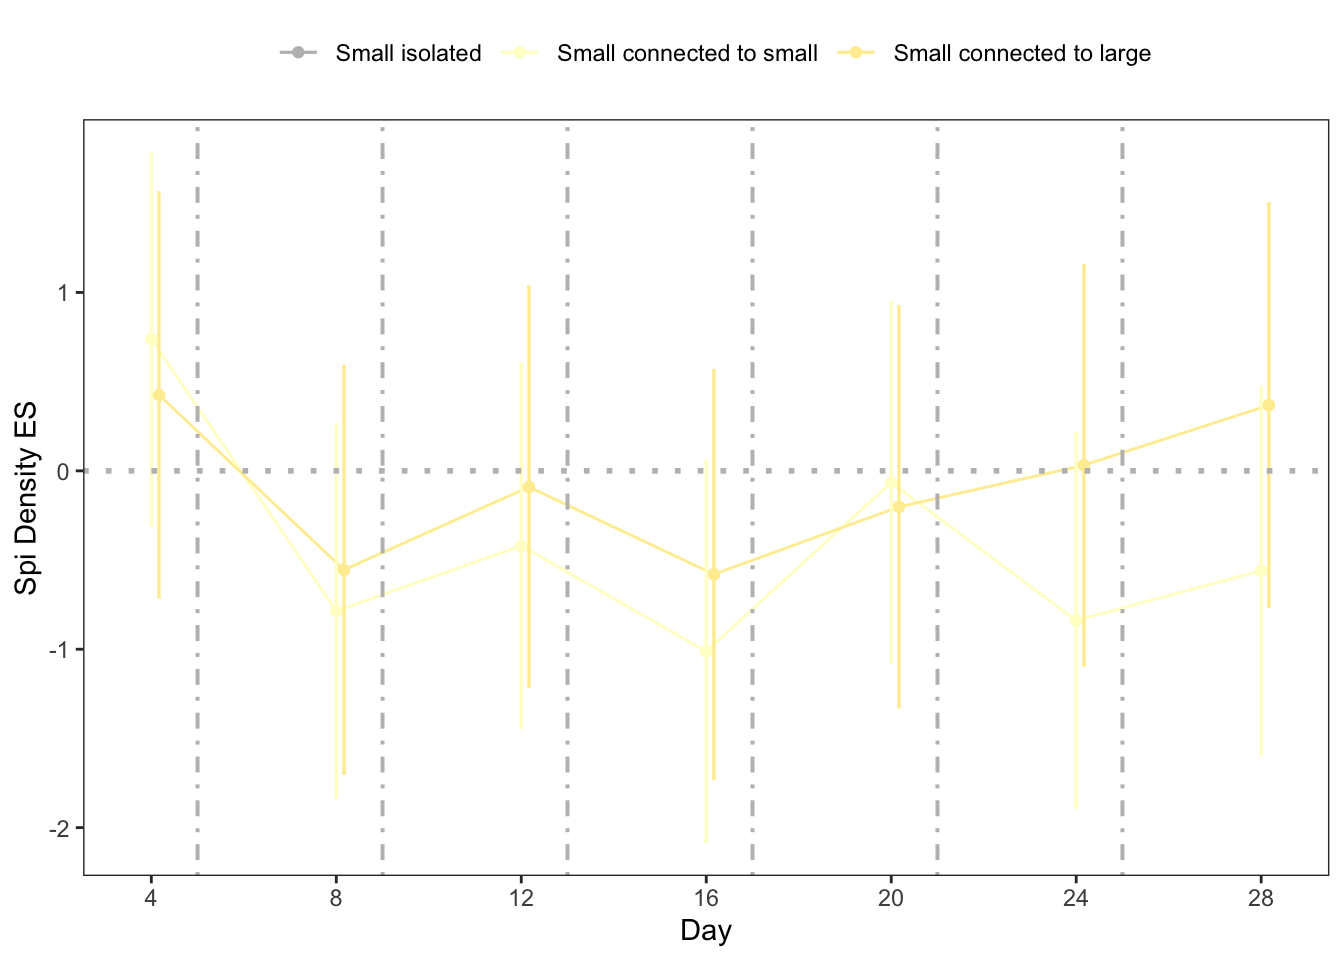 Small isolated Small connected to small Small connected to large
1
0
-1
-2
Spi Density ES
4 8 12 16 20 24 28
Day